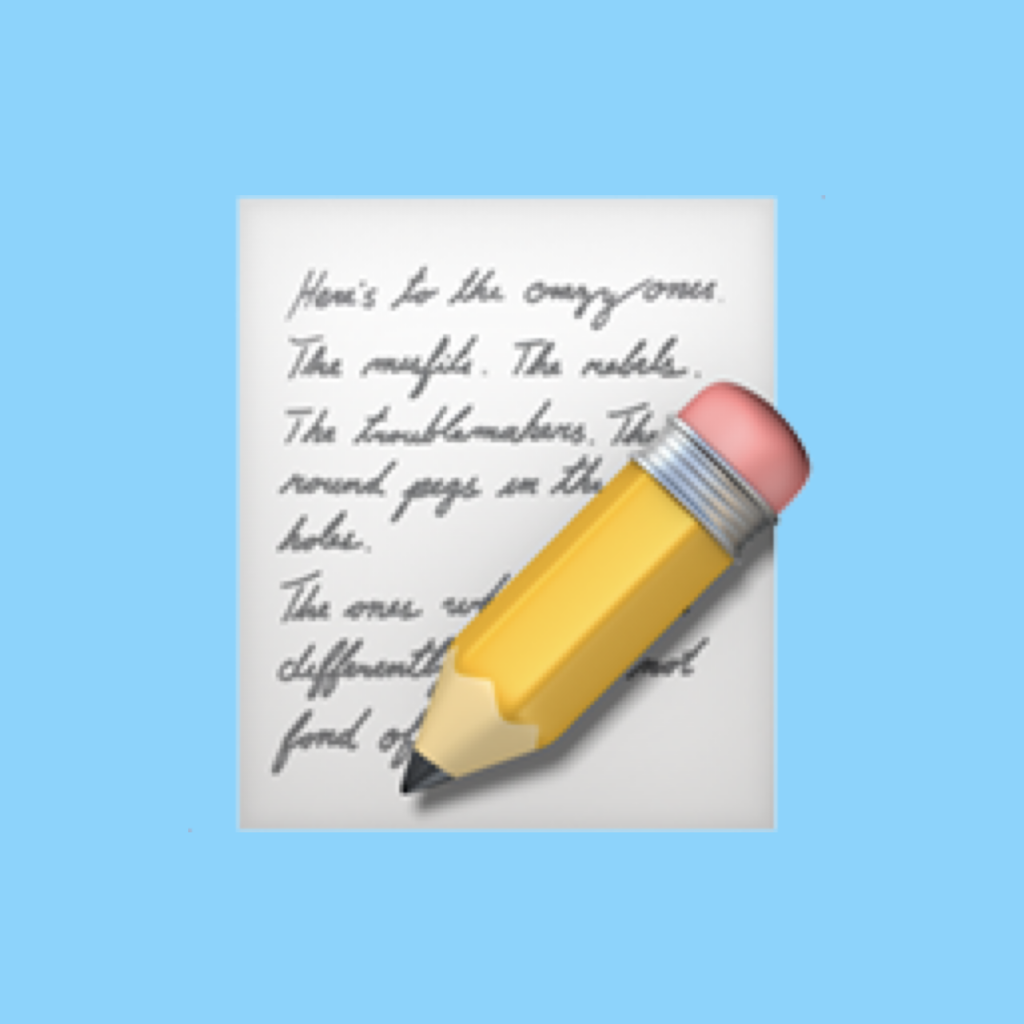 Here's to the crazy ones.
The misfits. The rebels.
The troublemakers. The
round pegs in the
holes.
The ones
differently not
fond of